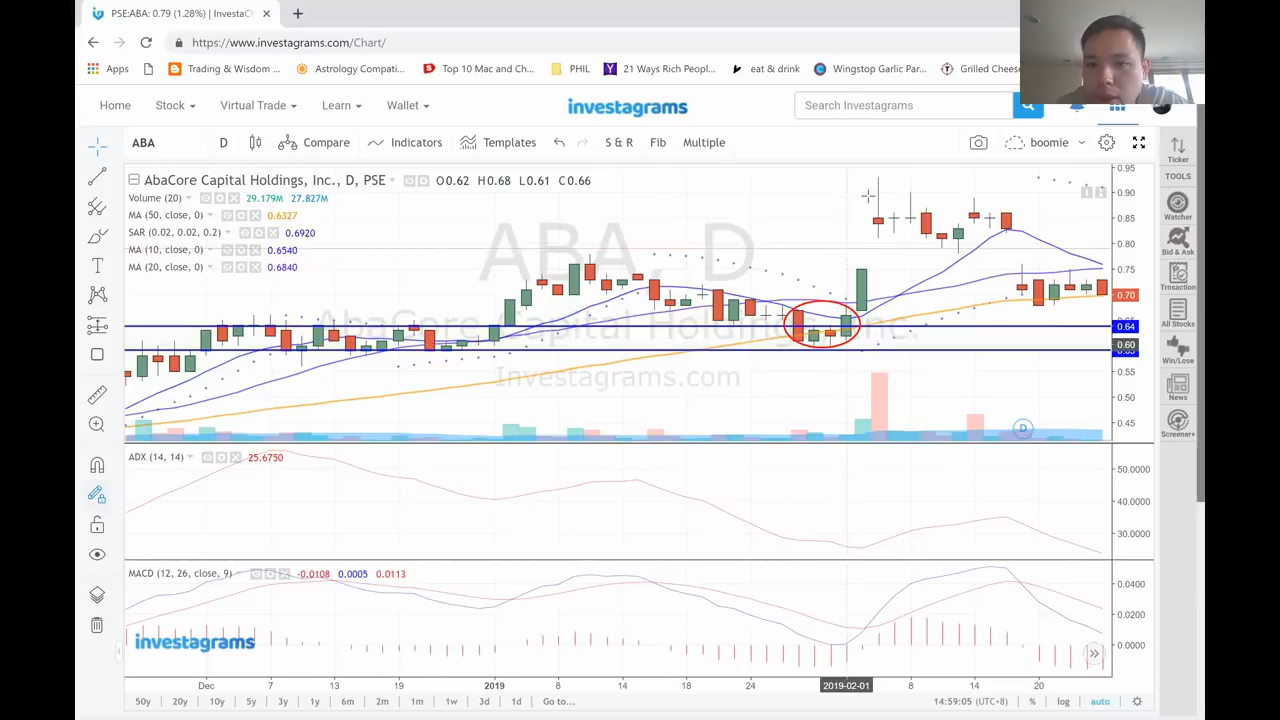 PSE:ABA: 0.79 (1.28%) | InvestaG
https://www.investagrams.com/Chart/
Apps Trading & Wisdom ... Astrology Compati... Top 10 Mac and Ch... PHIL 21 Ways Rich Peopl... eat & drink Wingstop Garlic Par... Grilled Cheese
Home Stock Virtual Trade Learn Wallet investagrams Search Investagrams
ABA D Compare Indicators Templates S & R Fib Multiple boomie
Ticker
TOOLS
Watcher
Bid & Ask
Trnsaction
All Stocks
Win/Lose
News
Screener+
AbaCore Capital Holdings, Inc., D, PSE O0.62 H0.68 L0.61 C0.66
Volume (20) 29.179M 27.827M
MA (50, close, 0) 0.6327
SAR (0.02, 0.02, 0.2) 0.6920
MA (10, close, 0) 0.6540
MA (20, close, 0) 0.6840
ABA, D
AbaCore Capital Holdings, Inc.
Investagrams.com
0.95
0.90
0.85
0.80
0.75
0.70
0.64
0.60
0.55
0.50
0.45
D
ADX (14, 14) 25.6750
50.0000
40.0000
30.0000
MACD (12, 26, close, 9) -0.0108 0.0005 0.0113
0.0400
0.0200
0.0000
investagrams
Dec 7 13 19 2019 8 14 18 24 2019-02-01 8 14 20
50y 20y 10y 5y 3y 1y 6m 2m 1m 1w 3d 1d Go to... 14:59:05 (UTC+8) % log auto